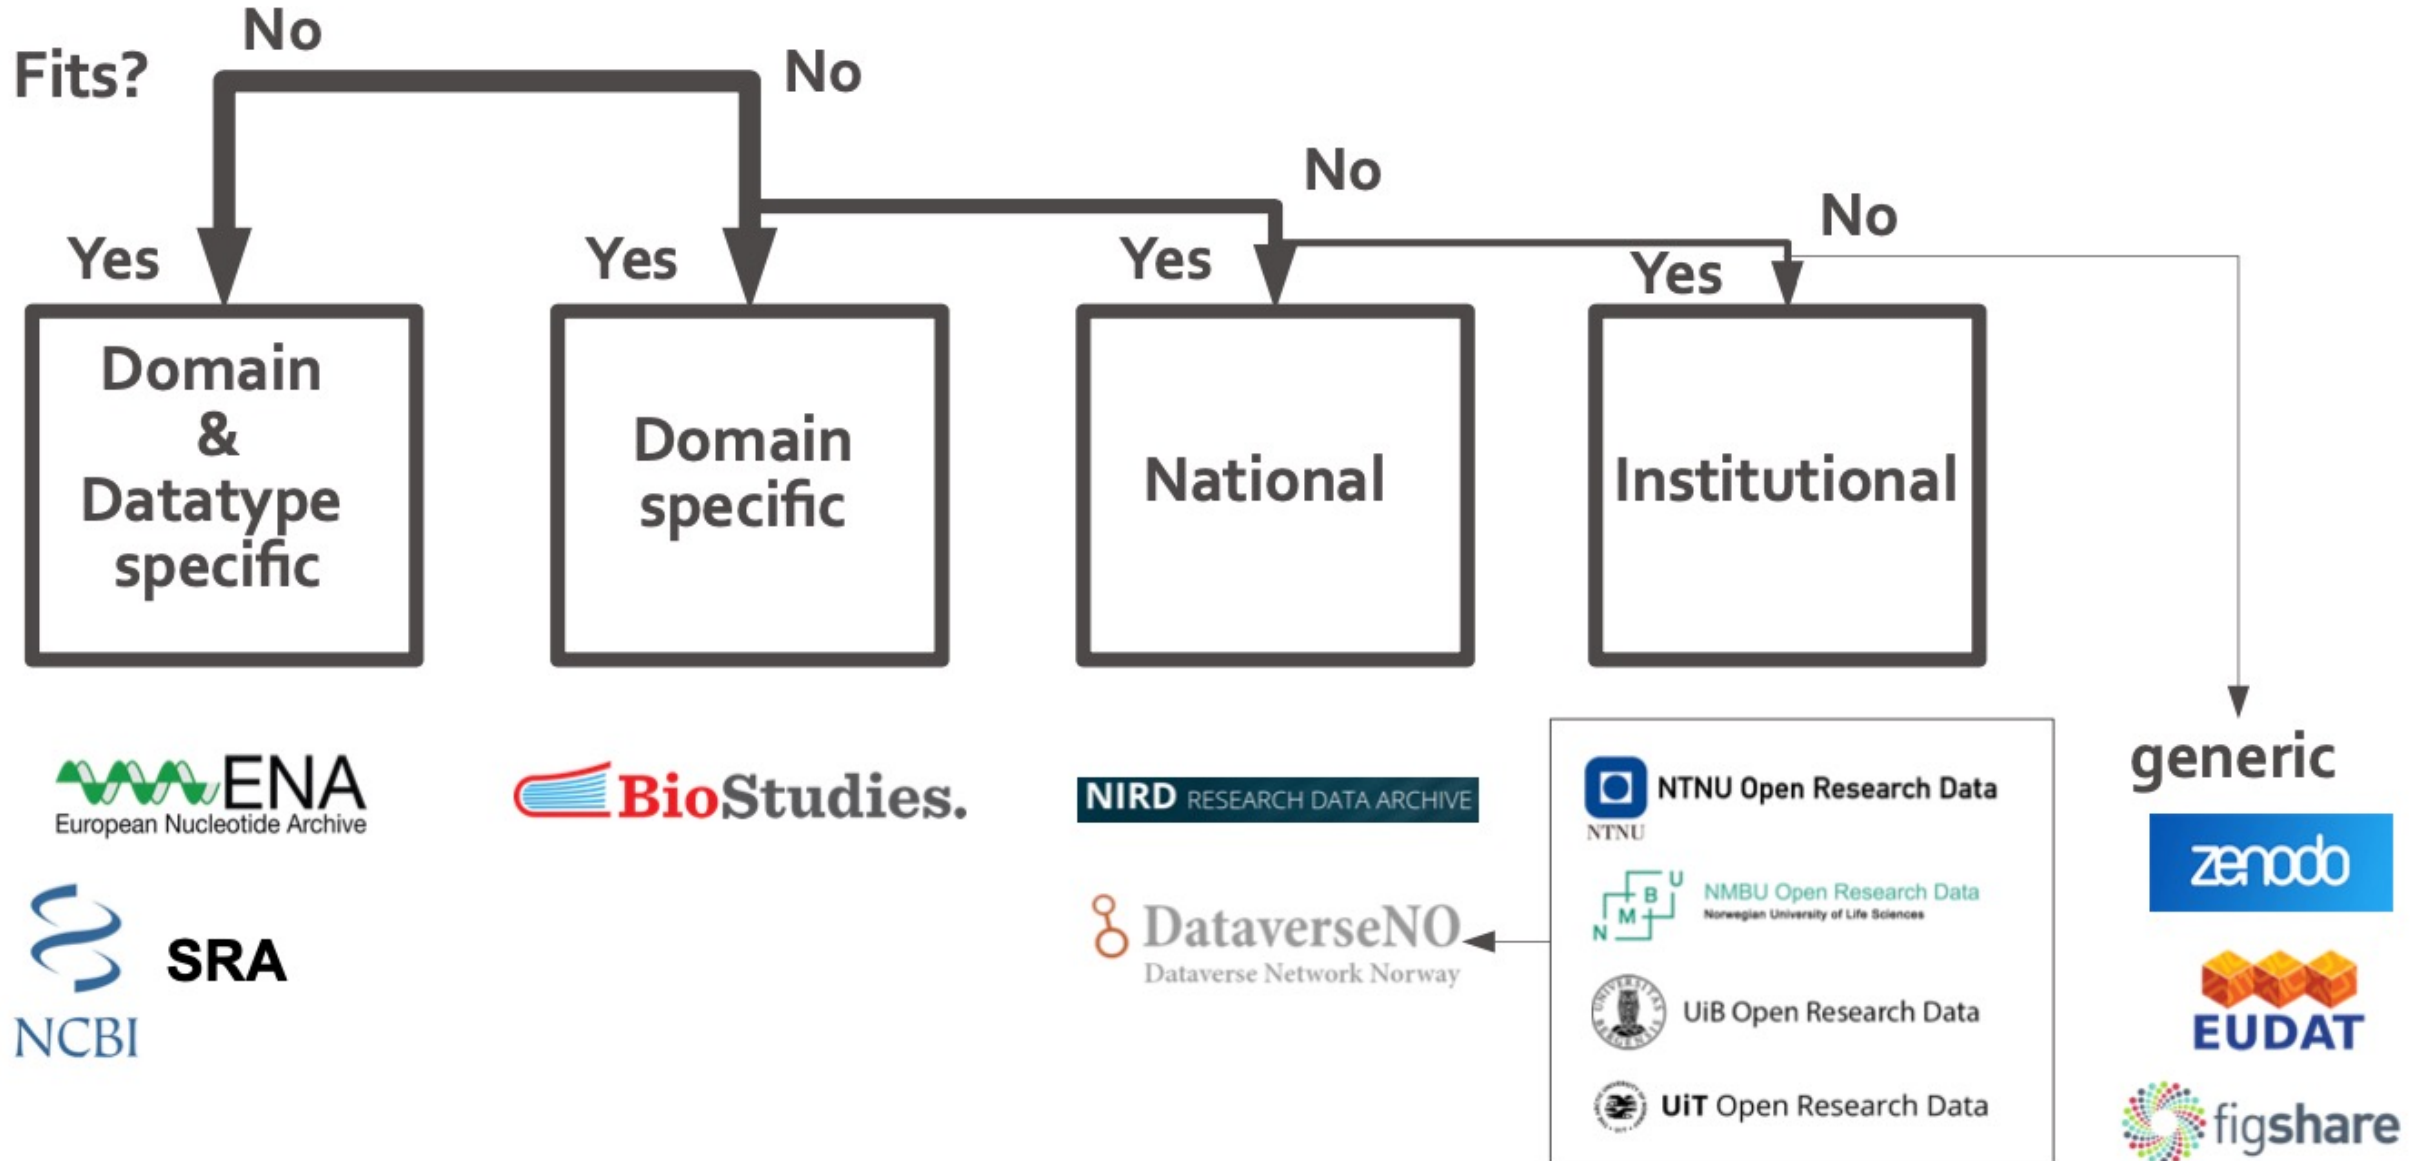 No
Fits?
No
No
No
Yes
Yes
Yes
Yes
Domain
&
Datatype
specific
Domain
specific
National
Institutional
generic
ENA
European Nucleotide Archive
SRA
NCBI
BioStudies.
NIRD RESEARCH DATA ARCHIVE
DataverseNO
Dataverse Network Norway
NTNU Open Research Data
NTNU
NMBU
NMBU Open Research Data
Norwegian University of Life Sciences
UiB Open Research Data
UiT Open Research Data
zenodo
EUDAT
figshare